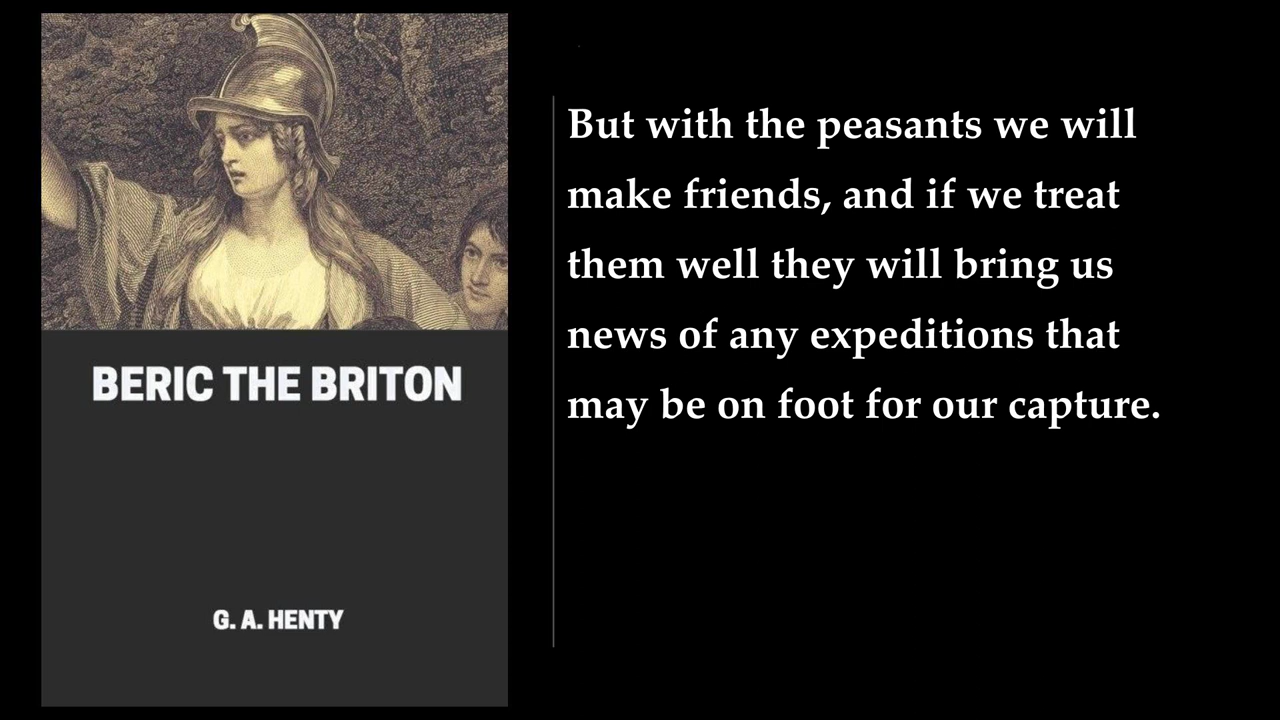 BERIC THE BRITON
G. A. HENTY
But with the peasants we will
make friends, and if we treat
them well they will bring us
news of any expeditions that
may be on foot for our capture.